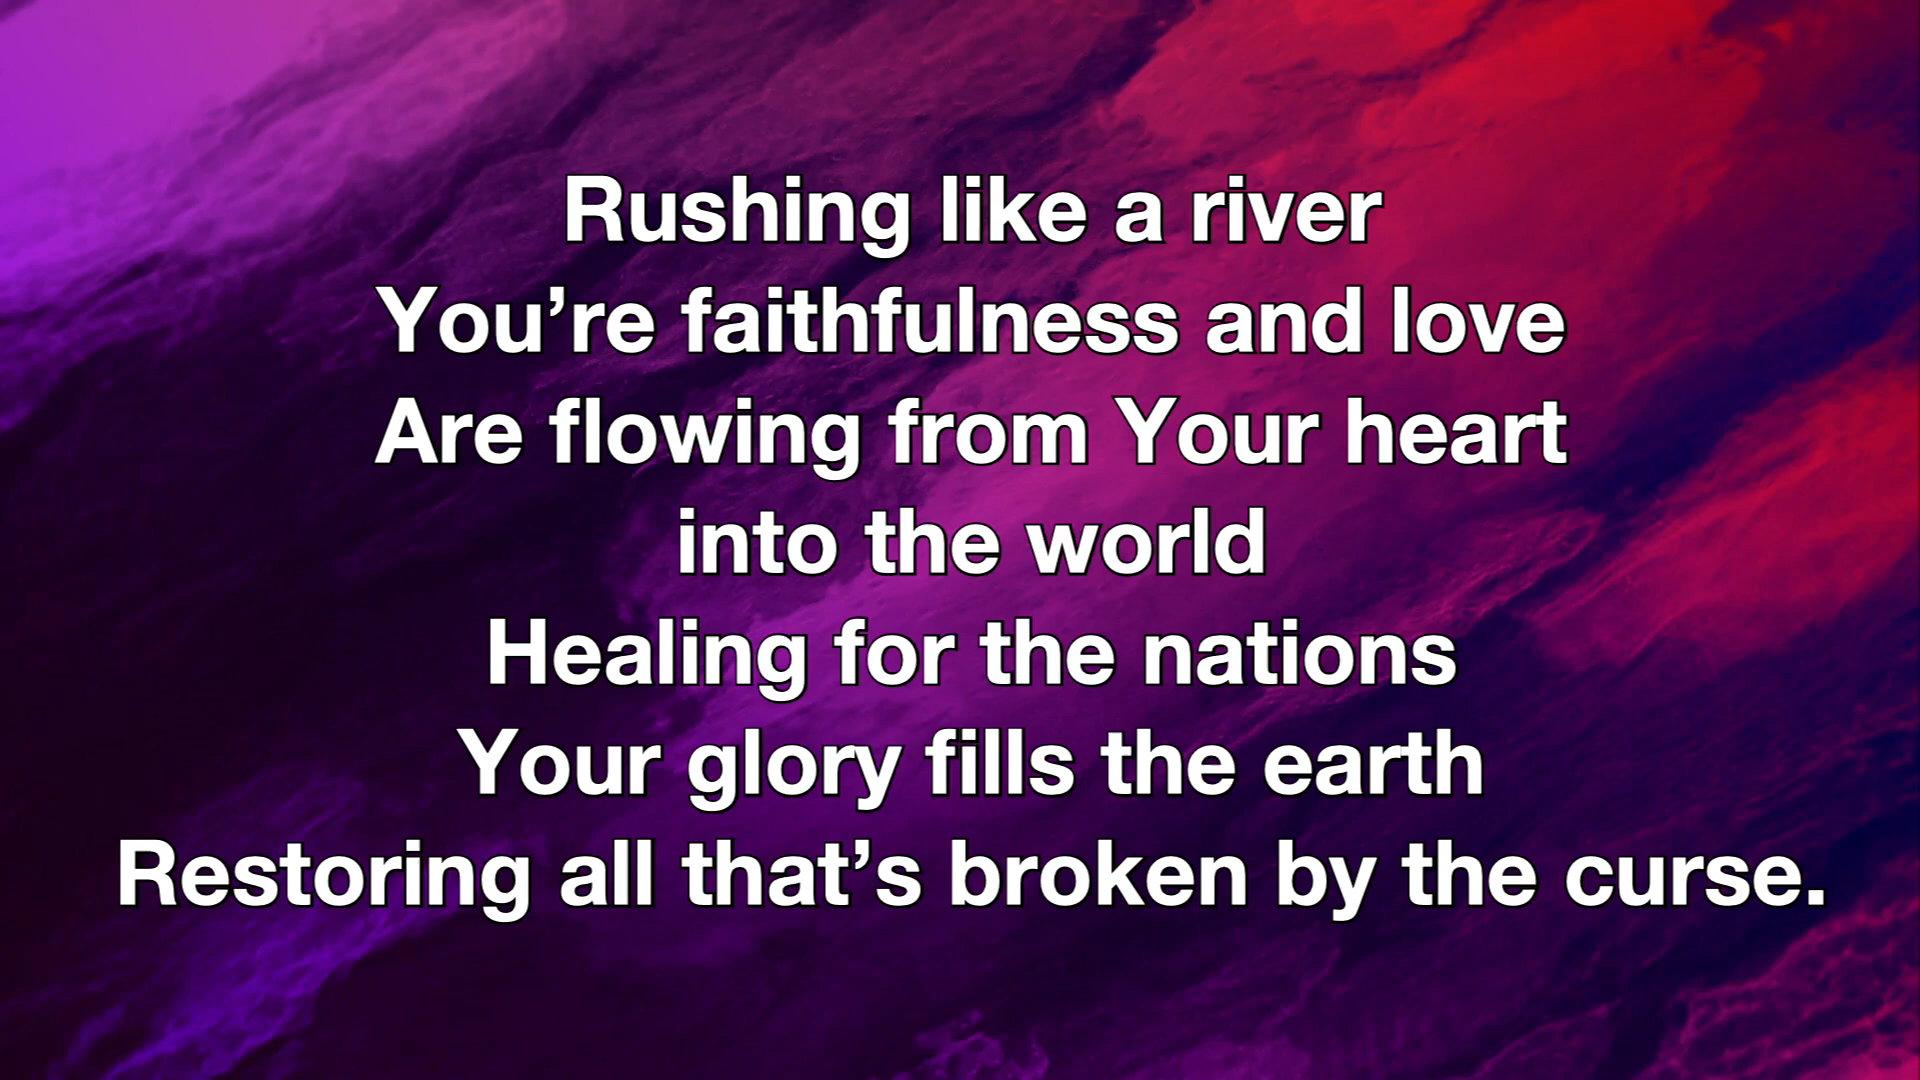 Rushing like a river
You’re faithfulness and love
Are flowing from Your heart
into the world
Healing for the nations
Your glory fills the earth
Restoring all that’s broken by the curse.